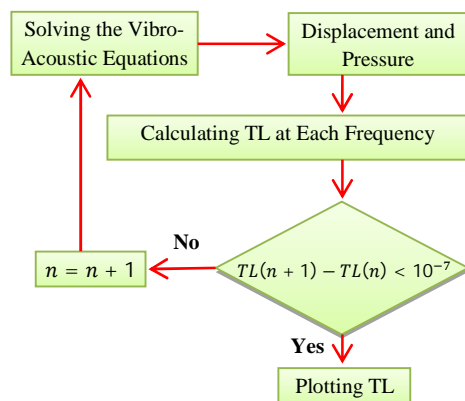 Solving the Vibro-
Acoustic Equations
Displacement and
Pressure
Calculating TL at Each Frequency
TL(n + 1) − TL(n) < 10⁻⁷
No
n = n + 1
Yes
Plotting TL